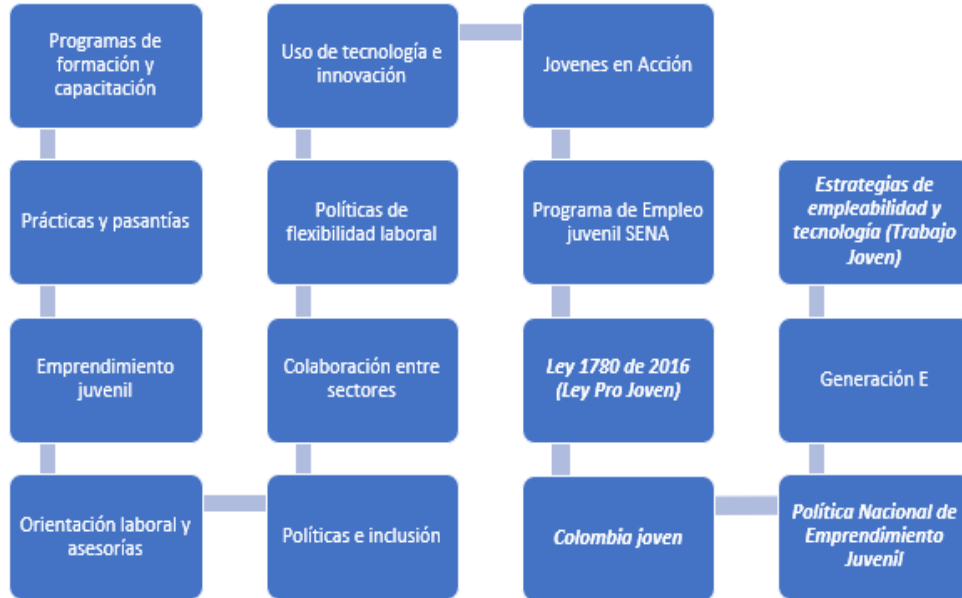 Programas de
formación y
capacitación
Prácticas y pasantías
Emprendimiento
juvenil
Orientación laboral y
asesorías
Políticas e inclusión
Colaboración entre
sectores
Políticas de
flexibilidad laboral
Uso de tecnología e
innovación
Jovenes en Acción
Programa de Empleo
juvenil SENA
Ley 1780 de 2016
(Ley Pro Joven)
Colombia joven
Política Nacional de
Emprendimiento
Juvenil
Generación E
Estrategias de
empleabilidad y
tecnología (Trabajo
Joven)